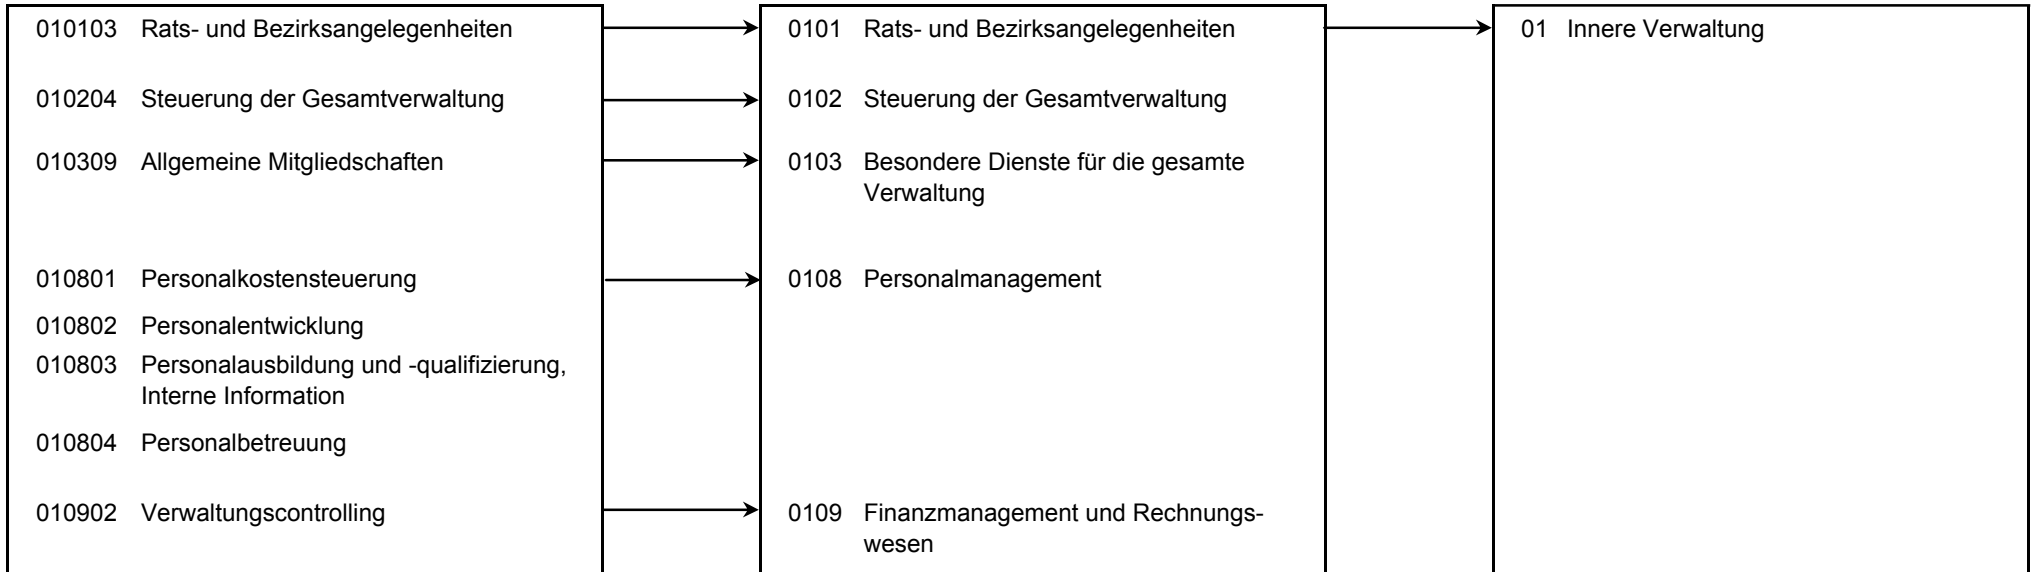 010103 Rats- und Bezirksangelegenheiten 0101 Rats- und Bezirksangelegenheiten 01 Innere Verwaltung
010204 Steuerung der Gesamtverwaltung 0102 Steuerung der Gesamtverwaltung
010309 Allgemeine Mitgliedschaften 0103 Besondere Dienste für die gesamte
Verwaltung
010801 Personalkostensteuerung 0108 Personalmanagement
010802 Personalentwicklung
010803 Personalausbildung und -qualifizierung,
Interne Information
010804 Personalbetreuung
010902 Verwaltungscontrolling 0109 Finanzmanagement und Rechnungs-
wesen